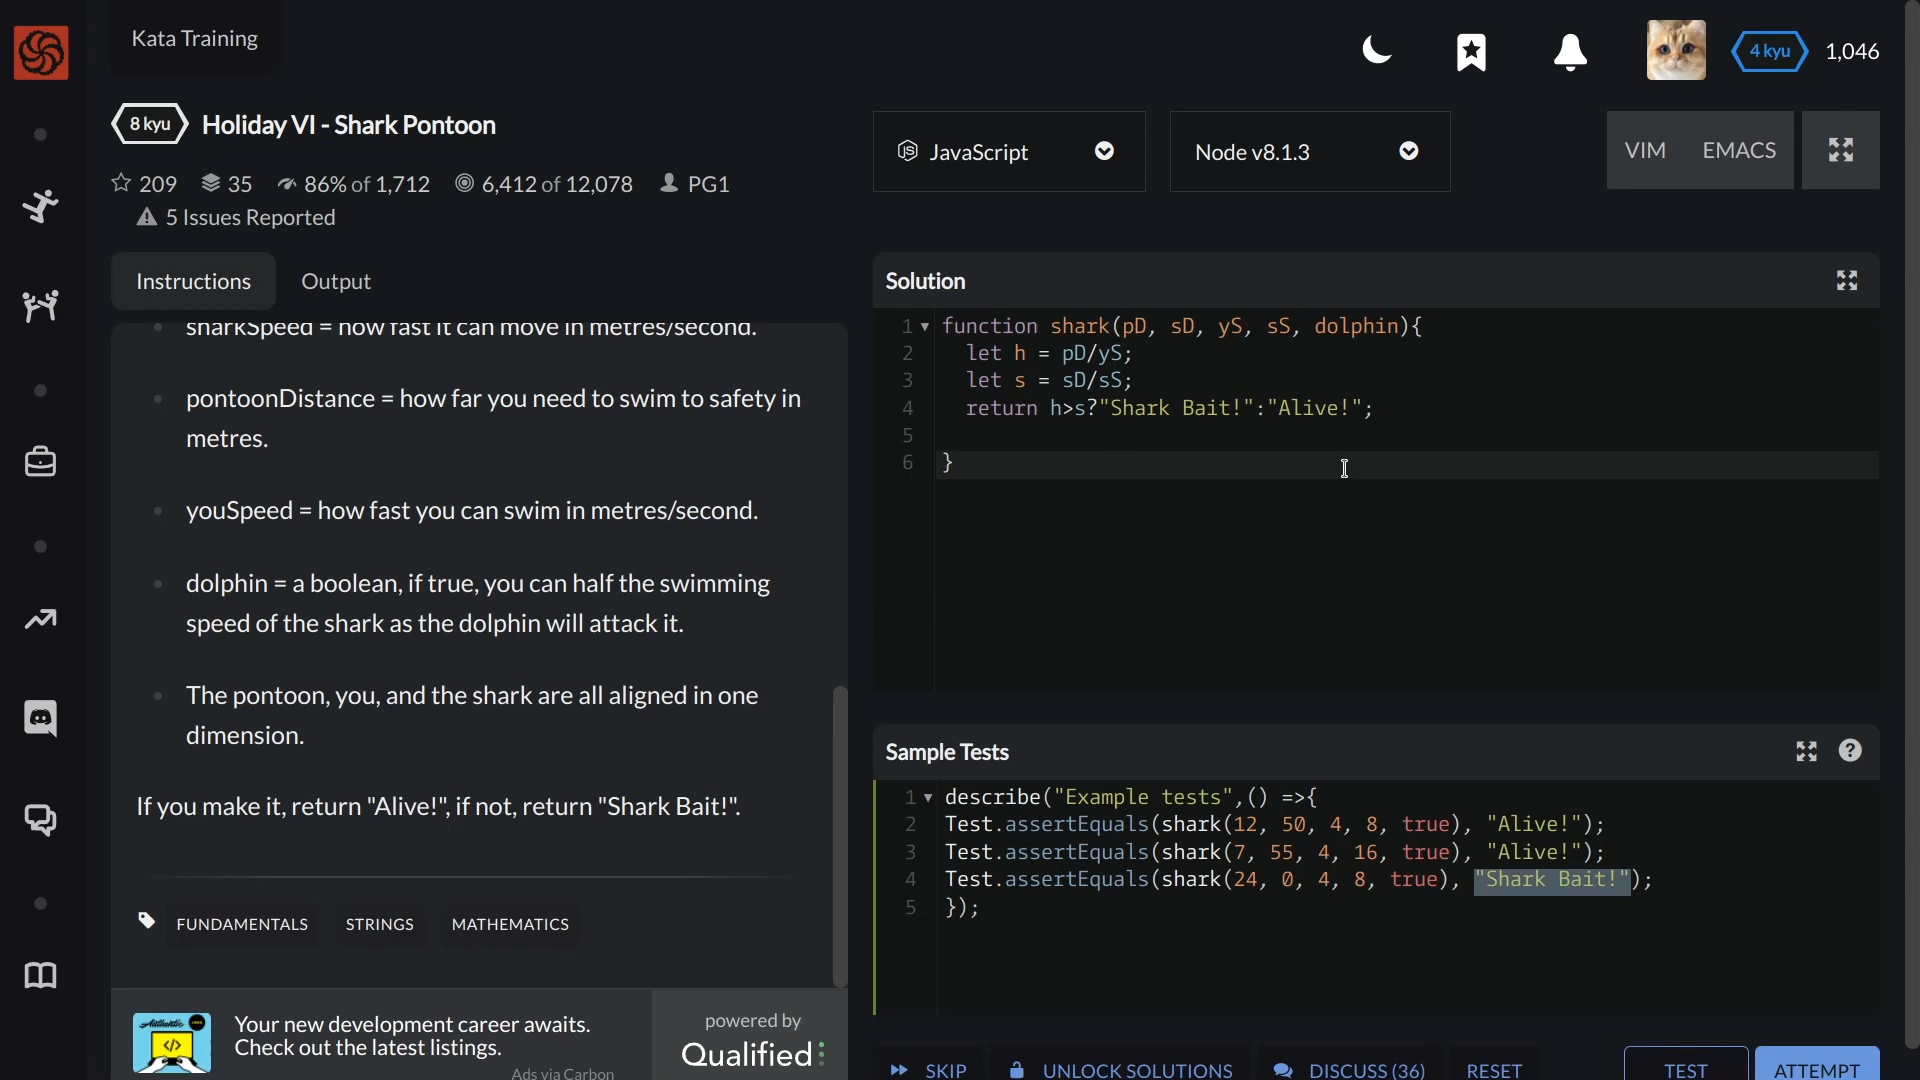 Kata Training
4 kyu
1,046
8 kyu
Holiday VI - Shark Pontoon
209
35
86% of 1,712
6,412 of 12,078
PG1
5 Issues Reported
JavaScript
Node v8.1.3
VIM
EMACS
Instructions
Output
sharkSpeed = how fast it can move in metres/second.
pontoonDistance = how far you need to swim to safety in
metres.
youSpeed = how fast you can swim in metres/second.
dolphin = a boolean, if true, you can half the swimming
speed of the shark as the dolphin will attack it.
The pontoon, you, and the shark are all aligned in one
dimension.
If you make it, return "Alive!", if not, return "Shark Bait!".
FUNDAMENTALS
STRINGS
MATHEMATICS
Your new development career awaits.
Check out the latest listings.
Ads via Carbon
powered by
Qualified
Solution
1 function shark(pD, sD, yS, sS, dolphin){
2 let h = pD/yS;
3 let s = sD/sS;
4 return h>s?"Shark Bait!":"Alive!";
5
6 }
Sample Tests
1 describe("Example tests",() =>{
2 Test.assertEquals(shark(12, 50, 4, 8, true), "Alive!");
3 Test.assertEquals(shark(7, 55, 4, 16, true), "Alive!");
4 Test.assertEquals(shark(24, 0, 4, 8, true), "Shark Bait!");
5 });
SKIP
UNLOCK SOLUTIONS
DISCUSS (36)
RESET
TEST
ATTEMPT